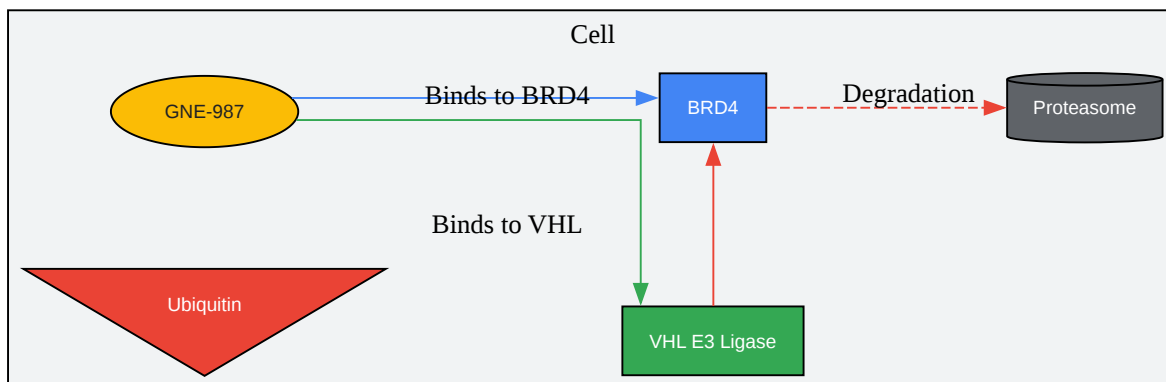 Cell
GNE-987
Binds to BRD4
BRD4
Degradation
Proteasome
Binds to VHL
Ubiquitin
VHL E3 Ligase